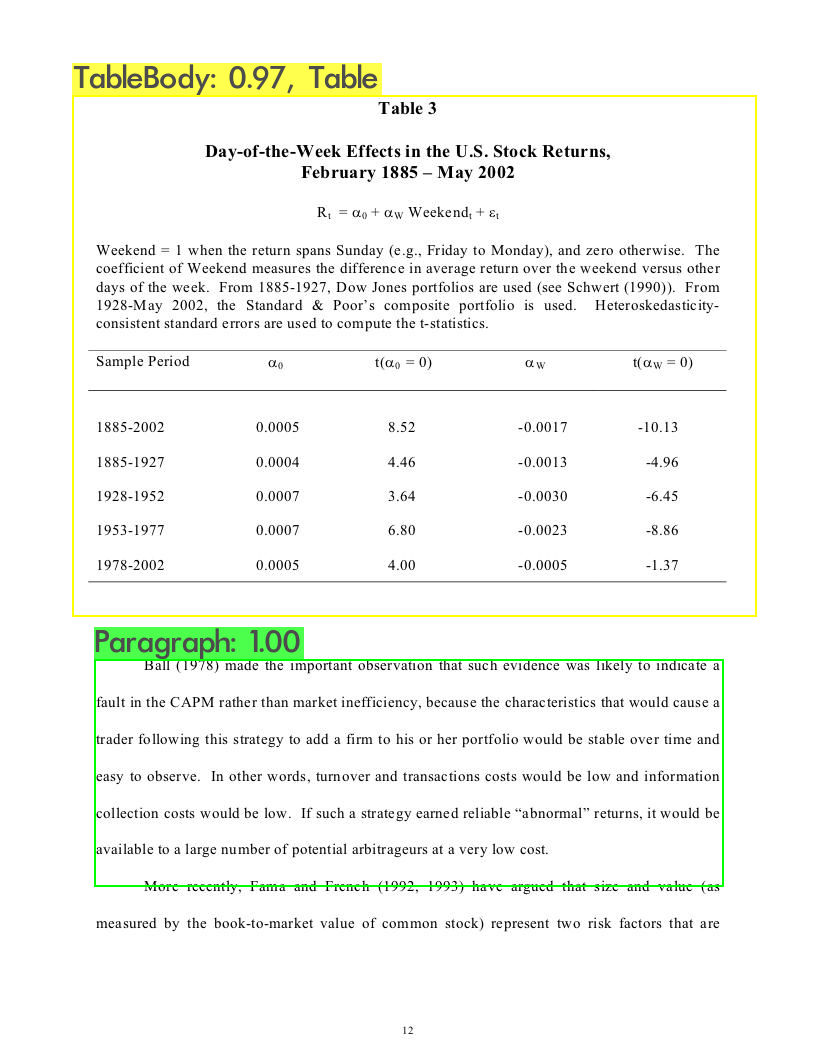 TableBody: 0.97, Table
Table 3
Day-of-the-Week Effects in the U.S. Stock Returns,
February 1885 – May 2002
Rt = α0 + αW Weekendt + εt
Weekend = 1 when the return spans Sunday (e.g., Friday to Monday), and zero otherwise. The
coefficient of Weekend measures the difference in average return over the weekend versus other
days of the week. From 1885-1927, Dow Jones portfolios are used (see Schwert (1990)). From
1928-May 2002, the Standard & Poor's composite portfolio is used. Heteroskedasticity-
consistent standard errors are used to compute the t-statistics.
Sample Period α0 t(α0 = 0) αW t(αW = 0)
1885-2002 0.0005 8.52 -0.0017 -10.13
1885-1927 0.0004 4.46 -0.0013 -4.96
1928-1952 0.0007 3.64 -0.0030 -6.45
1953-1977 0.0007 6.80 -0.0023 -8.86
1978-2002 0.0005 4.00 -0.0005 -1.37
Paragraph: 1.00
Ball (1978) made the important observation that such evidence was likely to indicate a
fault in the CAPM rather than market inefficiency, because the characteristics that would cause a
trader following this strategy to add a firm to his or her portfolio would be stable over time and
easy to observe. In other words, turnover and transactions costs would be low and information
collection costs would be low. If such a strategy earned reliable “abnormal” returns, it would be
available to a large number of potential arbitrageurs at a very low cost.
More recently, Fama and French (1992, 1993) have argued that size and value (as
measured by the book-to-market value of common stock) represent two risk factors that are
12